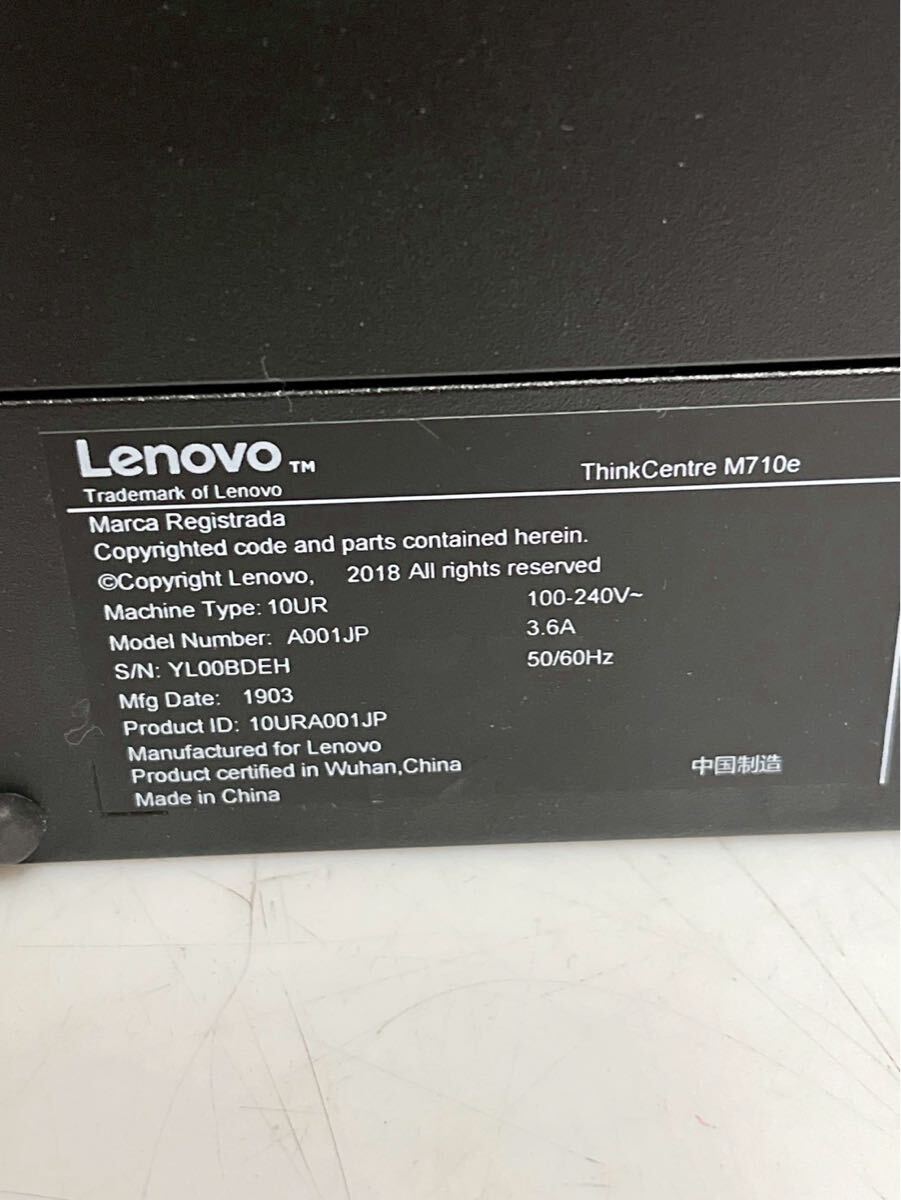 Lenovo TM
ThinkCentre M710e
Trademark of Lenovo
Marca Registrada
Copyrighted code and parts contained herein.
©Copyright Lenovo, 2018 All rights reserved
Machine Type: 10UR 100-240V~
Model Number: A001JP 3.6A
S/N: YL00BDEH 50/60Hz
Mfg Date: 1903
Product ID: 10URA001JP
Manufactured for Lenovo
Product certified in Wuhan,China 中国制造
Made in China